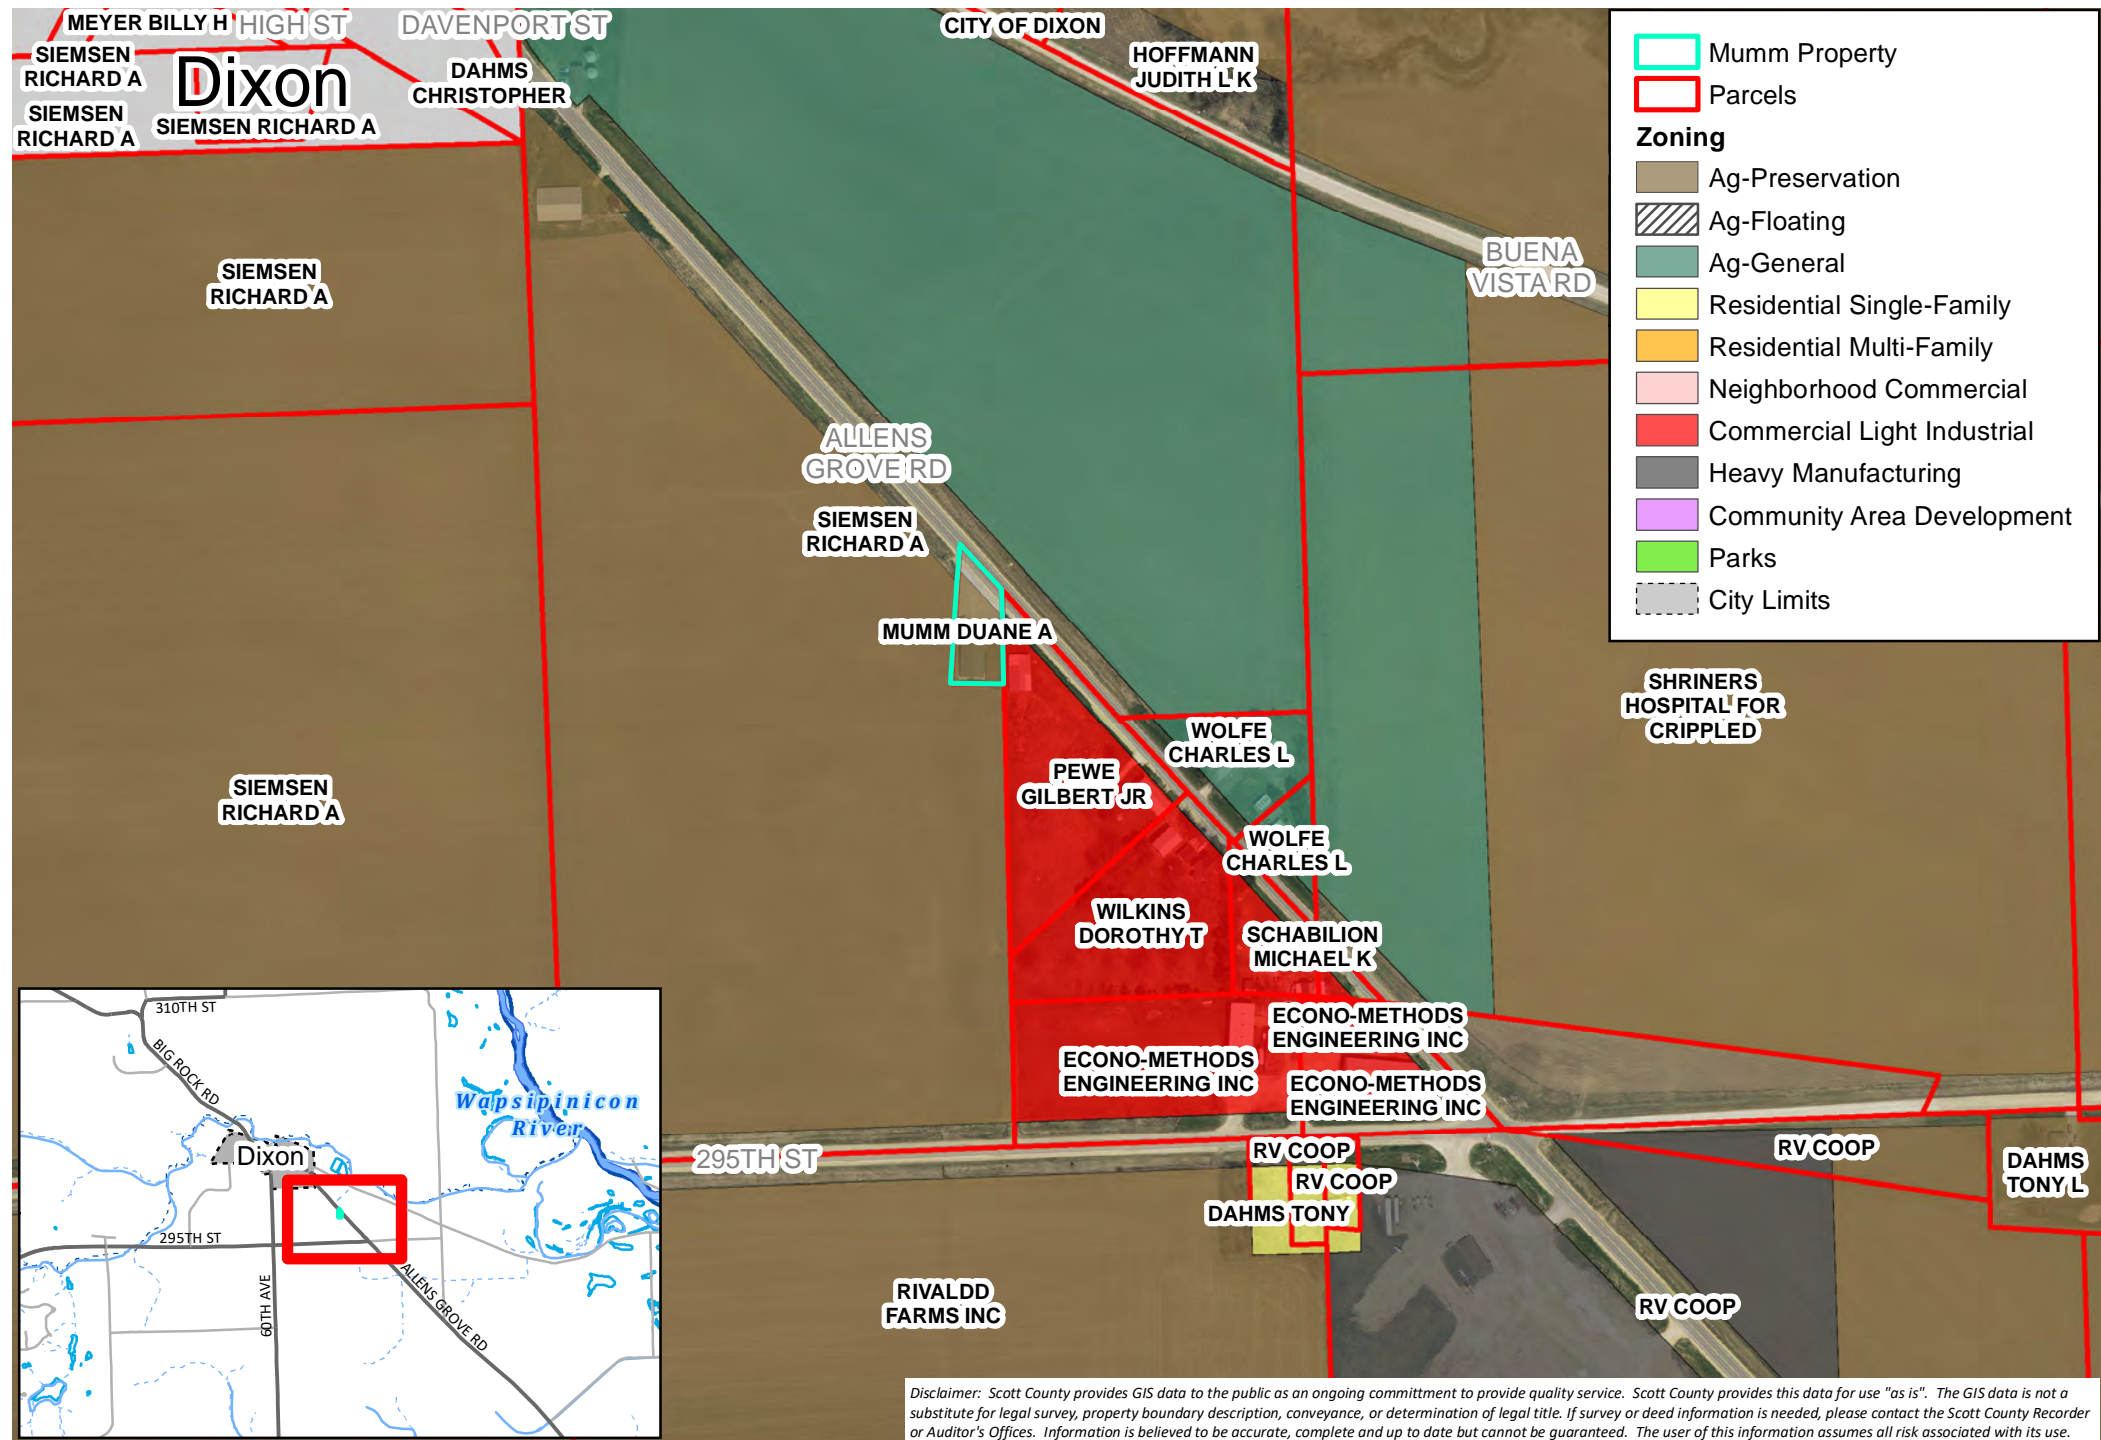 MEYER BILLY H
HIGH ST
DAVENPORT ST
CITY OF DIXON
SIEMSEN
RICHARD A
Dixon
DAHMS
CHRISTOPHER
HOFFMANN
JUDITH L K
SIEMSEN
RICHARD A
SIEMSEN RICHARD A
SIEMSEN
RICHARD A
BUENA
VISTA RD
ALLENS
GROVE RD
SIEMSEN
RICHARD A
MUMM DUANE A
SHRINERS
HOSPITAL FOR
CRIPPLED
WOLFE
CHARLES L
PEWE
GILBERT JR
SIEMSEN
RICHARD A
WOLFE
CHARLES L
WILKINS
DOROTHY T
SCHABILION
MICHAEL K
ECONO-METHODS
ENGINEERING INC
ECONO-METHODS
ENGINEERING INC
ECONO-METHODS
ENGINEERING INC
295TH ST
RV COOP
RV COOP
DAHMS TONY
RV COOP
DAHMS
TONY L
RIVALDD
FARMS INC
RV COOP
Mumm Property
Parcels
Zoning
Ag-Preservation
Ag-Floating
Ag-General
Residential Single-Family
Residential Multi-Family
Neighborhood Commercial
Commercial Light Industrial
Heavy Manufacturing
Community Area Development
Parks
City Limits
310TH ST
BIG ROCK RD
Wapsipinicon
River
Dixon
295TH ST
60TH AVE
ALLENS GROVE RD
Disclaimer: Scott County provides GIS data to the public as an ongoing committment to provide quality service. Scott County provides this data for use "as is". The GIS data is not a
substitute for legal survey, property boundary description, conveyance, or determination of legal title. If survey or deed information is needed, please contact the Scott County Recorder
or Auditor's Offices. Information is believed to be accurate, complete and up to date but cannot be guaranteed. The user of this information assumes all risk associated with its use.